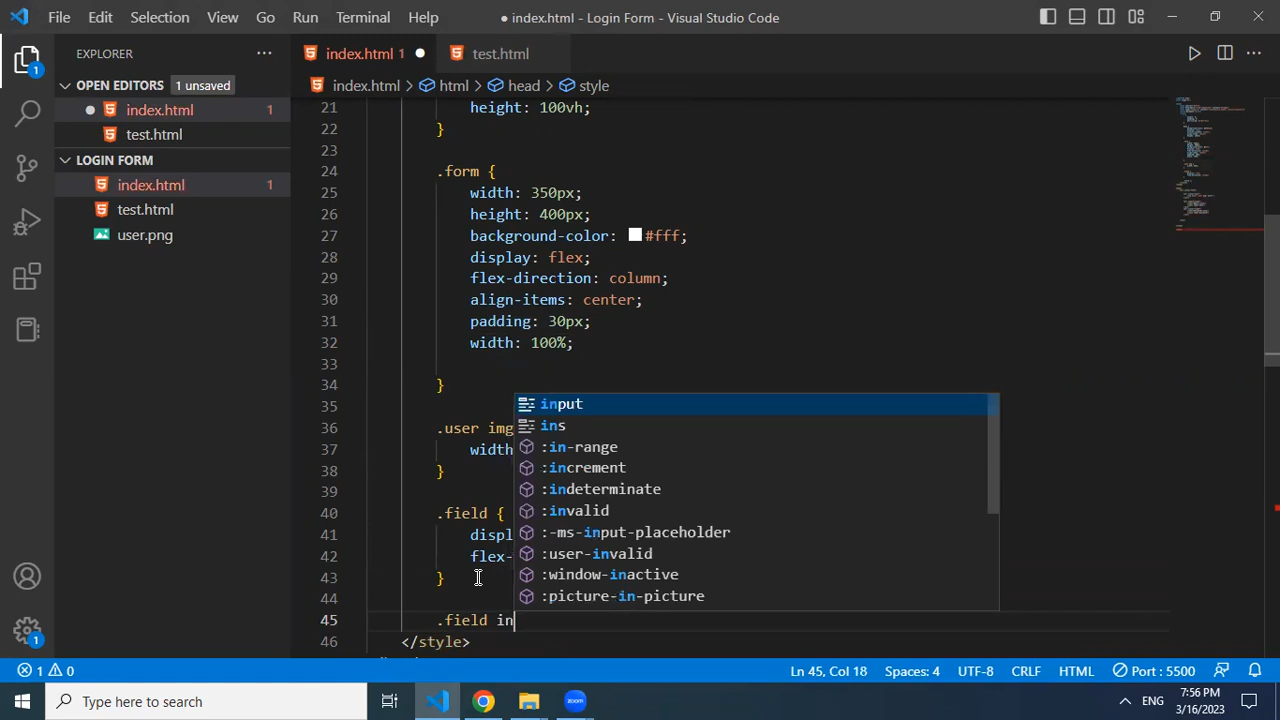 File Edit Selection View Go Run Terminal Help ● index.html - Login Form - Visual Studio Code
EXPLORER ···
index.html 1 ● test.html
OPEN EDITORS 1 unsaved
index.html > html > head > style
● index.html 1
test.html
LOGIN FORM
index.html 1
test.html
user.png
21 height: 100vh;
22 }
23
24 .form {
25 width: 350px;
26 height: 400px;
27 background-color: #fff;
28 display: flex;
29 flex-direction: column;
30 align-items: center;
31 padding: 30px;
32 width: 100%;
33
34 }
35
36 .user img
37 width
38 }
39
40 .field {
41 displ
42 flex-
43 }
44
45 .field in
46 </style>
input
ins
:in-range
:increment
:indeterminate
:invalid
:-ms-input-placeholder
:user-invalid
:window-inactive
:picture-in-picture
1
1
1 0 Ln 45, Col 18 Spaces: 4 UTF-8 CRLF HTML Port : 5500
Type here to search
zoom
ENG
7:56 PM
3/16/2023